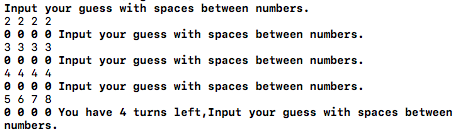 Input your guess with spaces between numbers.
2 2 2 2
0 0 0 0 Input your guess with spaces between numbers.
3 3 3 3
0 0 0 0 Input your guess with spaces between numbers.
4 4 4 4
0 0 0 0 Input your guess with spaces between numbers.
5 6 7 8
0 0 0 0 You have 4 turns left,Input your guess with spaces between
numbers.